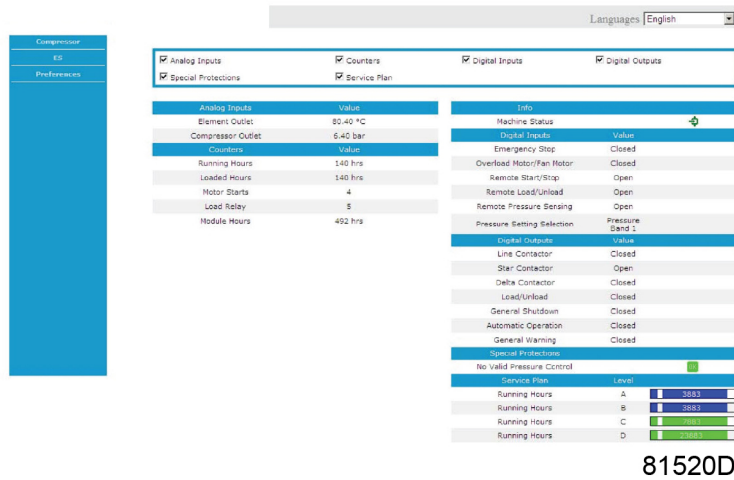 Languages English
Compressor
ES
Preferences
Analog Inputs Counters Digital Inputs Digital Outputs
Special Protections Service Plan
Analog Inputs Value
Element Outlet 80.40 °C
Compressor Outlet 6.40 bar
Counters Value
Running Hours 140 hrs
Loaded Hours 140 hrs
Motor Starts 4
Load Relay 5
Module Hours 492 hrs
Info
Machine Status
Digital Inputs Value
Emergency Stop Closed
Overload Motor/Fan Motor Closed
Remote Start/Stop Open
Remote Load/Unload Open
Remote Pressure Sensing Open
Pressure Setting Selection Pressure Band 1
Digital Outputs Value
Line Contactor Closed
Star Contactor Open
Delta Contactor Closed
Load/Unload Closed
General Shutdown Closed
Automatic Operation Closed
General Warning Closed
Special Protections
No Valid Pressure Control
Service Plan Level
Running Hours A 3883
Running Hours B 3883
Running Hours C 7883
Running Hours D 23883
81520D